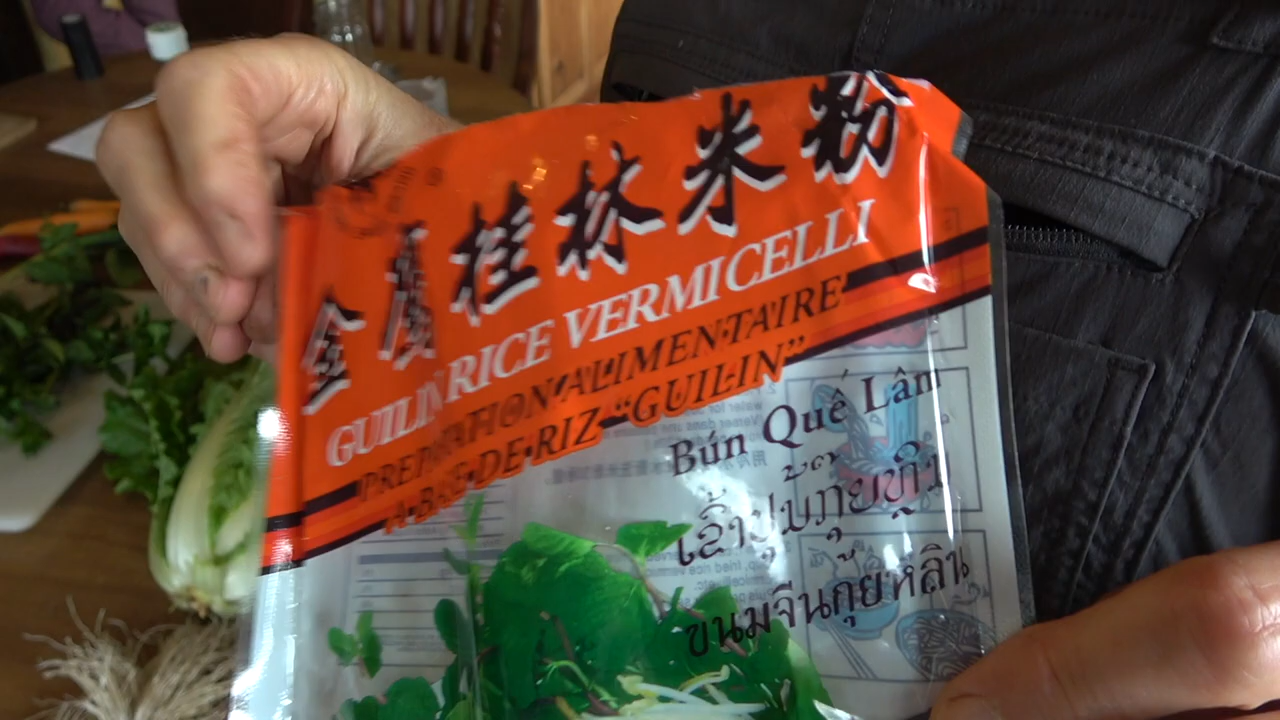 金廣桂林米粉
GUILIN RICE VERMICELLI
PREPARATION ALIMENTAIRE
A-BASE-DE-RIZ-"GUILIN"
Bún Quế Lâm
ເຂົ້າປຸ້ນກຸຍຫຼິນ
ขนมจีนกุ้ยหลิน